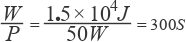 W/P = 1.5×10⁴J/50W = 300S